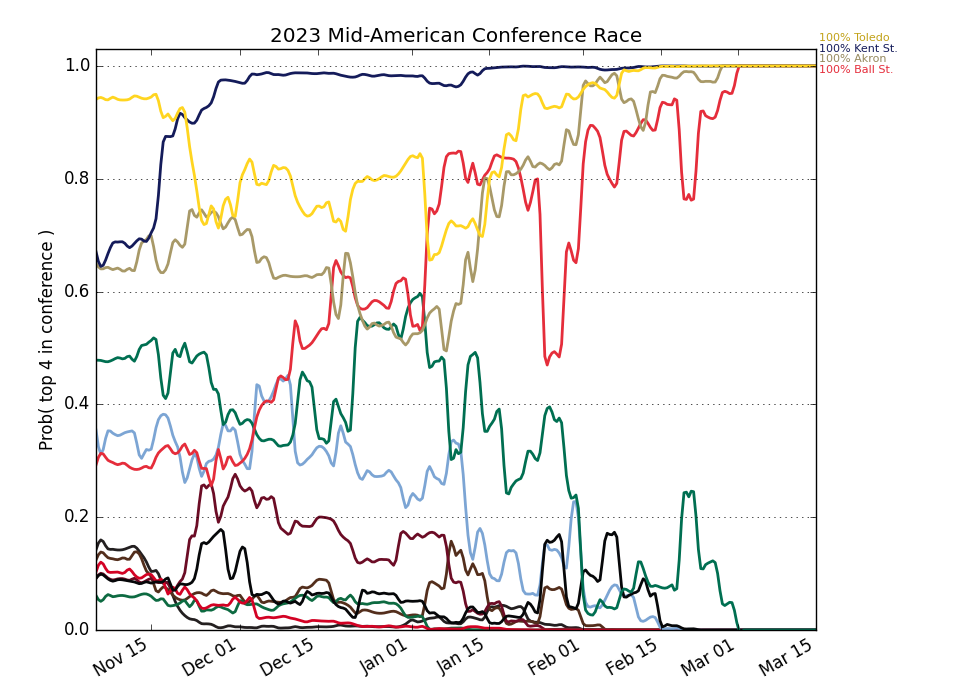 2023 Mid-American Conference Race
100% Toledo
100% Kent St.
100% Akron
100% Ball St.
Prob( top 4 in conference )
1.0
0.8
0.6
0.4
0.2
0.0
Nov 15
Dec 01
Dec 15
Jan 01
Jan 15
Feb 01
Feb 15
Mar 01
Mar 15